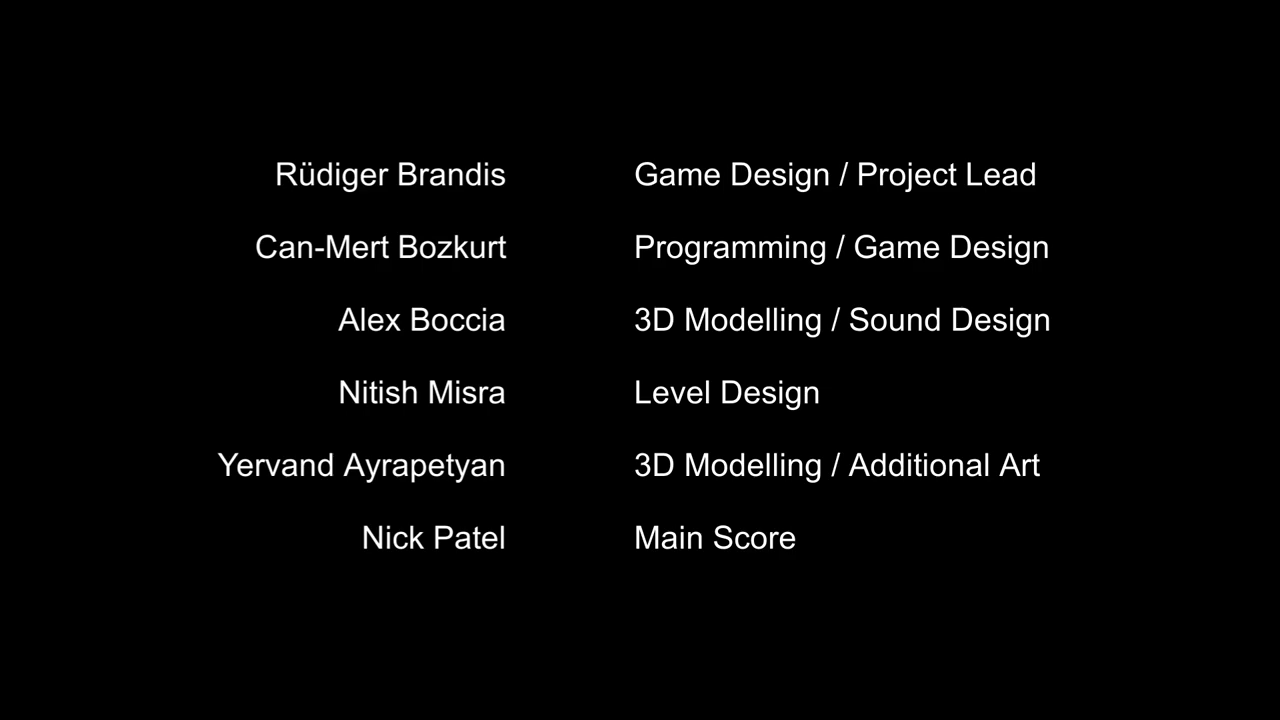 Rüdiger Brandis Game Design / Project Lead
Can-Mert Bozkurt Programming / Game Design
Alex Boccia 3D Modelling / Sound Design
Nitish Misra Level Design
Yervand Ayrapetyan 3D Modelling / Additional Art
Nick Patel Main Score